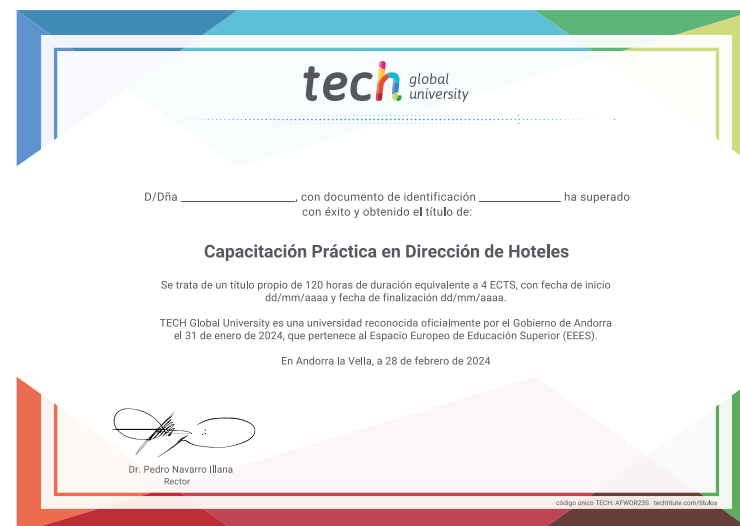 tech global university
D/Dña ____________, con documento de identificación ____________ ha superado
con éxito y obtenido el título de:
Capacitación Práctica en Dirección de Hoteles
Se trata de un título propio de 120 horas de duración equivalente a 4 ECTS, con fecha de inicio
dd/mm/aaaa y fecha de finalización dd/mm/aaaa.
TECH Global University es una universidad reconocida oficialmente por el Gobierno de Andorra
el 31 de enero de 2024, que pertenece al Espacio Europeo de Educación Superior (EEES).
En Andorra la Vella, a 28 de febrero de 2024
Dr. Pedro Navarro Illana
Rector
código único TECH: AFWOR23S techtitute.com/titulos